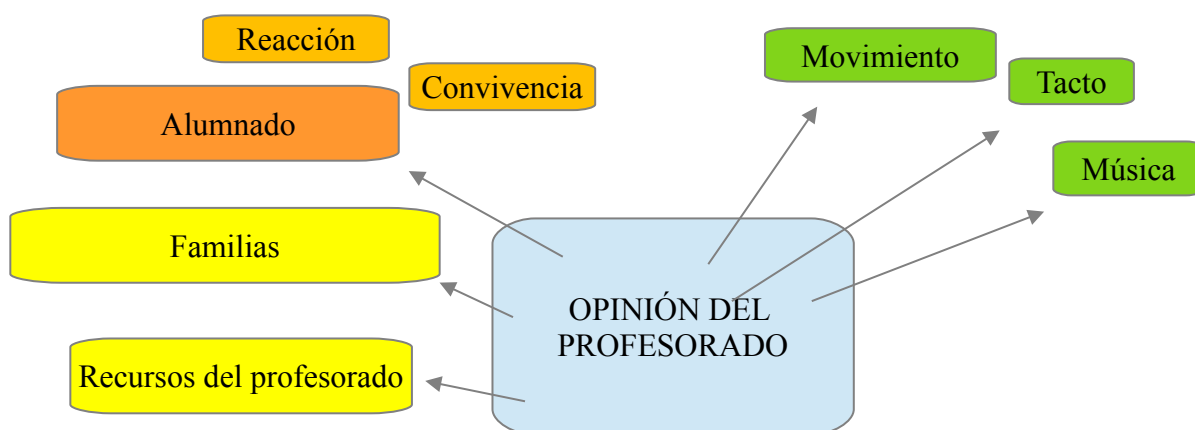 Reacción
Movimiento
Convivencia
Tacto
Alumnado
Música
Familias
OPINIÓN DEL
PROFESORADO
Recursos del profesorado